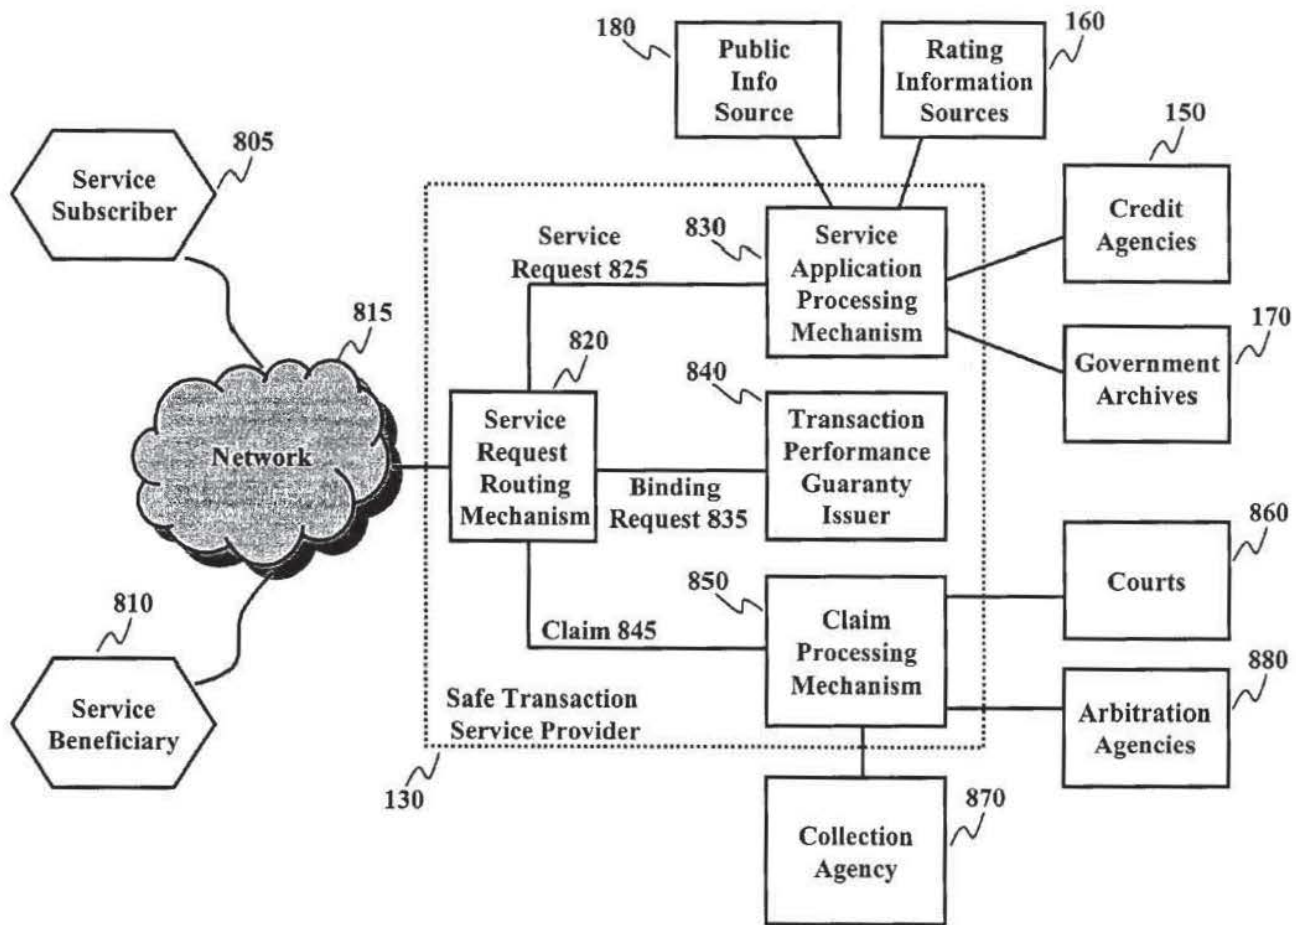 180
Public
Info
Source
Rating
Information
Sources
160
150
Credit
Agencies
805
Service
Subscriber
Service
Request 825
830
Service
Application
Processing
Mechanism
170
Government
Archives
815
Network
820
Service
Request
Routing
Mechanism
840
Transaction
Performance
Guaranty
Issuer
Binding
Request 835
860
Courts
850
Claim
Processing
Mechanism
Claim 845
810
Service
Beneficiary
Safe Transaction
Service Provider
130
880
Arbitration
Agencies
870
Collection
Agency